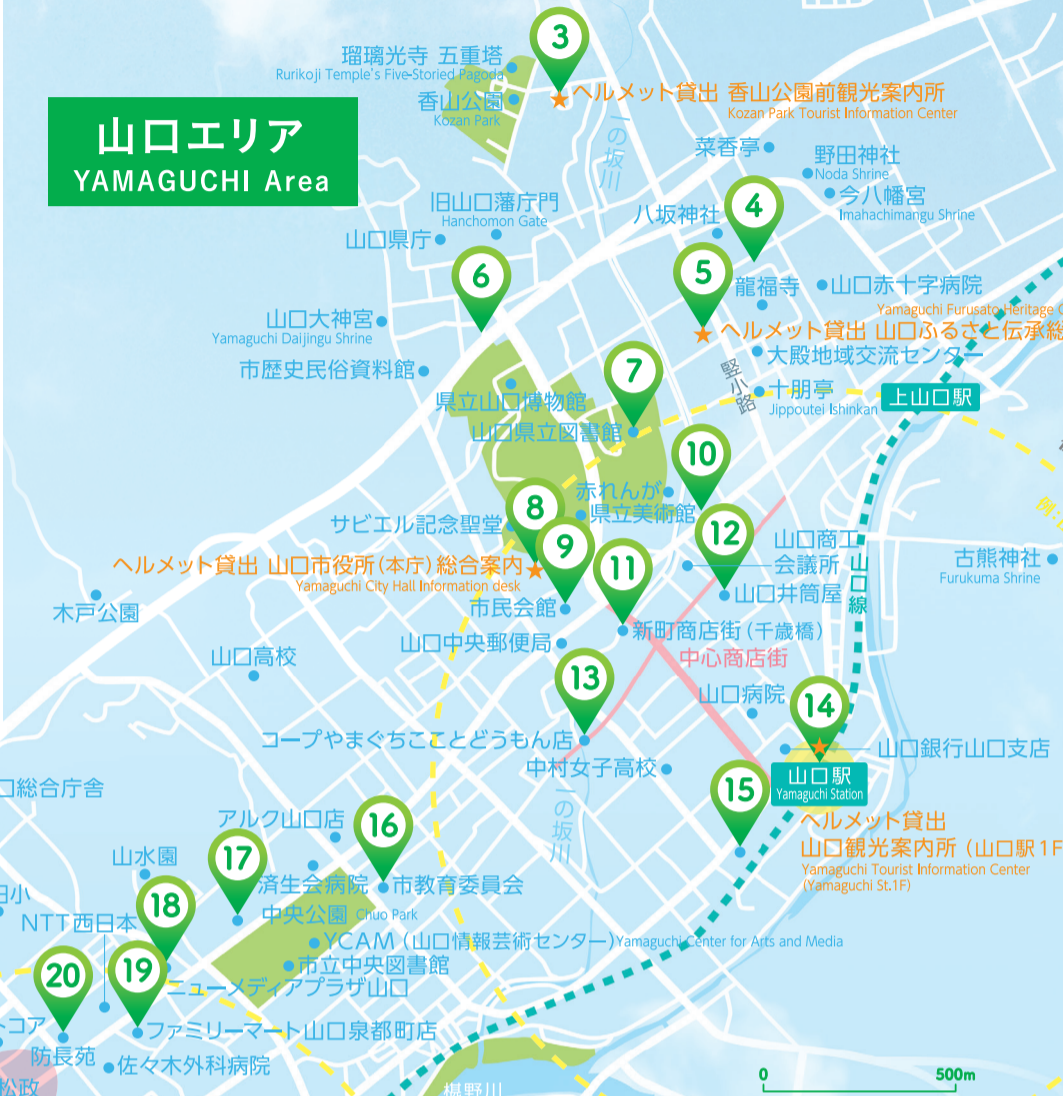 3
瑠璃光寺 五重塔
Rurikoji Temple's Five-Storied Pagoda
香山公園
Kozan Park
ヘルメット貸出 香山公園前観光案内所
Kozan Park Tourist Information Center
山口エリア
YAMAGUCHI Area
一の坂川
菜香亭
野田神社
Noda Shrine
今八幡宮
Imahachimangu Shrine
旧山口藩庁門
Hanchomon Gate
八坂神社
4
山口県庁
6
5
龍福寺
山口赤十字病院
山口大神宮
Yamaguchi Daijingu Shrine
Yamaguchi Furusato Heritage
ヘルメット貸出 山口ふるさと伝承総
大殿地域交流センター
市歴史民俗資料館
7
竪小路
十朋亭
Jippoutei Ishinkan
上山口駅
県立山口博物館
山口県立図書館
10
赤れんが
県立美術館
8
サビエル記念聖堂
9
12
11
山口商工
会議所
山口線
古熊神社
Furukuma Shrine
ヘルメット貸出 山口市役所(本庁)総合案内
Yamaguchi City Hall Information desk
木戸公園
市民会館
山口井筒屋
新町商店街(千歳橋)
山口中央郵便局
中心商店街
山口高校
13
山口病院
14
コープやまぐちこことどうもん店
山口銀行山口支店
中村女子高校
山口駅
Yamaguchi Station
15
口総合庁舎
一の坂川
アルク山口店
16
ヘルメット貸出
山口観光案内所 (山口駅1F
Yamaguchi Tourist Information Center
(Yamaguchi St.1F)
山水園
17
済生会病院
市教育委員会
中央公園 Chuo Park
18
NTT西日本
YCAM (山口情報芸術センター)Yamaguchi Center for Arts and Media
市立中央図書館
20
19
ニューメディアプラザ山口
ファミリーマート山口泉都町店
トコア
防長苑
佐々木外科病院
松政
椹野川
0
500m